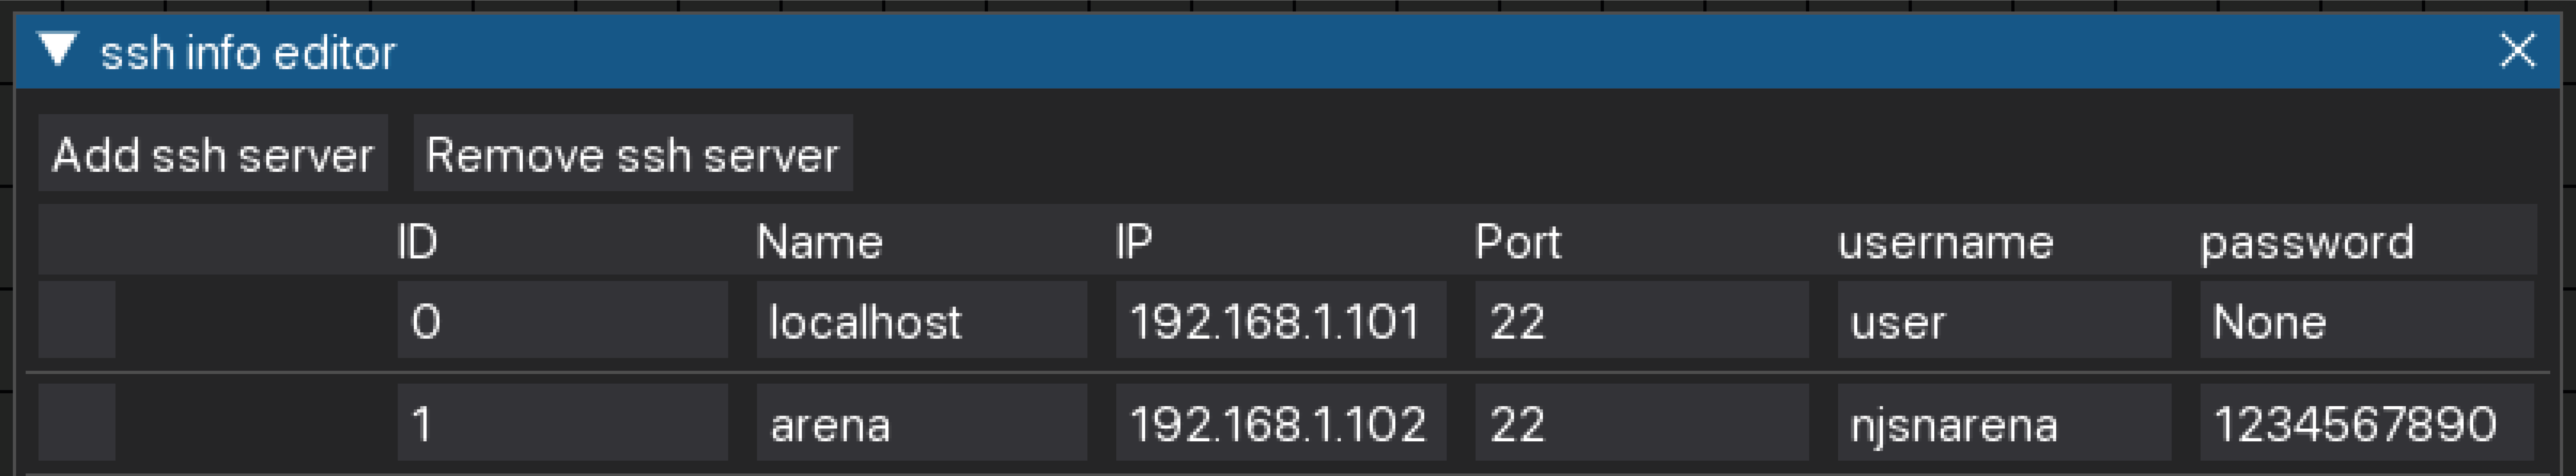 ssh info editor
Add ssh server Remove ssh server
ID Name IP Port username password
0 localhost 192.168.1.101 22 user None
1 arena 192.168.1.102 22 njsnarena 1234567890